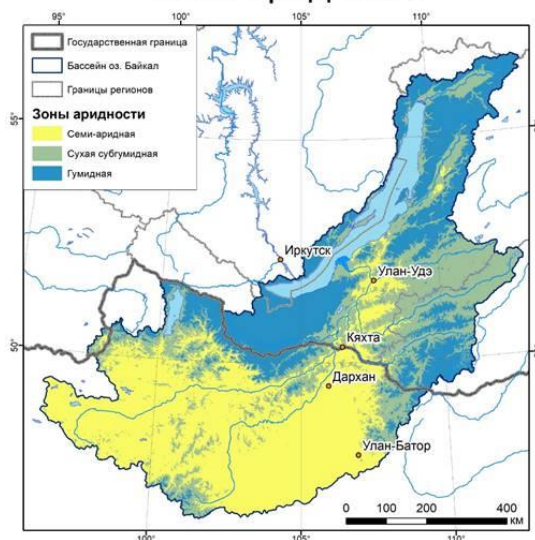 95° 100° 105° 110°
Государственная граница
Бассейн оз. Байкал
Границы регионов
Зоны аридности
Семи-аридная
Сухая субгумидная
Гумидная
55°
Иркутск
Улан-Удэ
50°
Кяхта
Дархан
Улан-Батор
0 100 200 400
КМ
100° 105° 110°